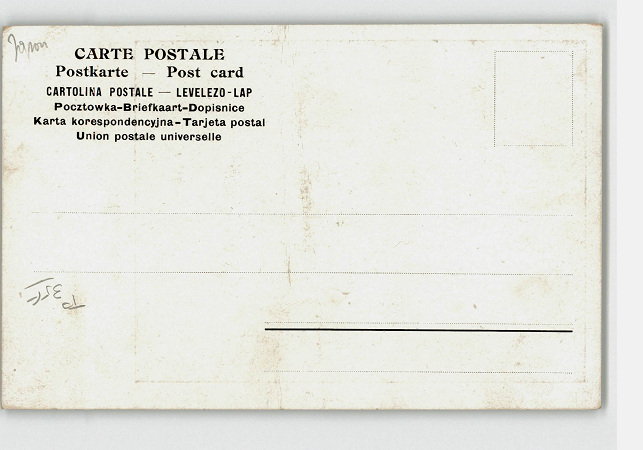 Japon
CARTE POSTALE
Postkarte — Post card
CARTOLINA POSTALE — LEVELEZO-LAP
Pocztowka-Briefkaart-Dopisnice
Karta korespondencyjna-Tarjeta postal
Union postale universelle